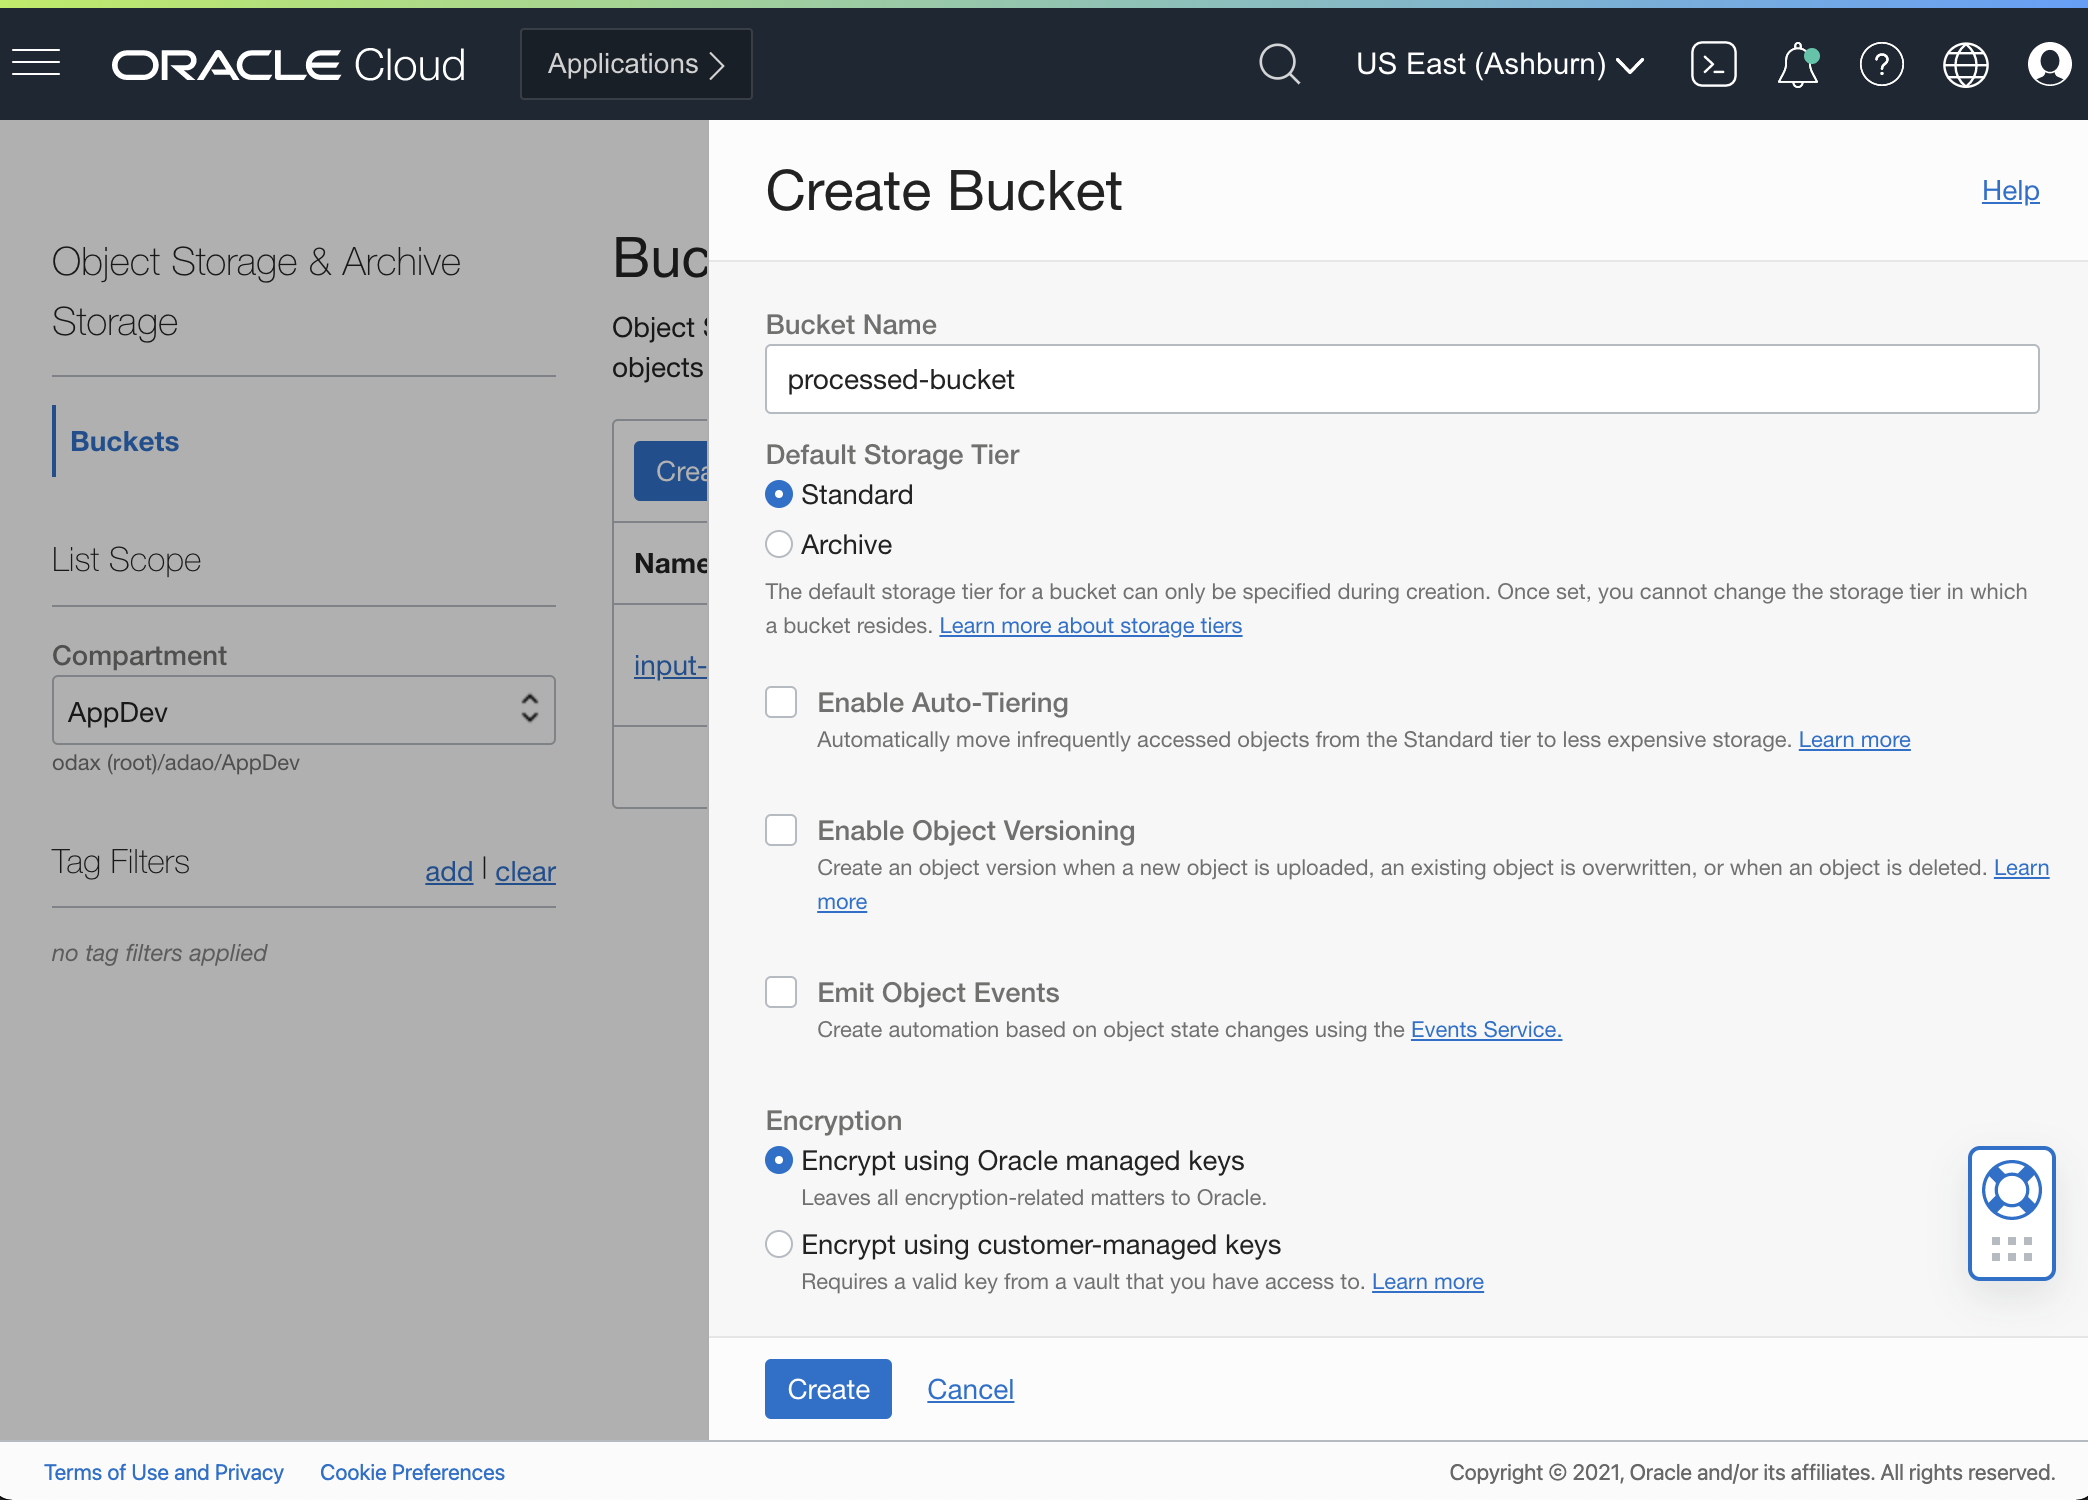 ORACLE Cloud
Applications
US East (Ashburn)
Object Storage & Archive
Storage
Buckets
List Scope
Compartment
AppDev
odax (root)/adao/AppDev
Tag Filters
add | clear
no tag filters applied
Buc
Object
objects
Crea
Name
input-
Create Bucket
Help
Bucket Name
processed-bucket
Default Storage Tier
Standard
Archive
The default storage tier for a bucket can only be specified during creation. Once set, you cannot change the storage tier in which
a bucket resides. Learn more about storage tiers
Enable Auto-Tiering
Automatically move infrequently accessed objects from the Standard tier to less expensive storage. Learn more
Enable Object Versioning
Create an object version when a new object is uploaded, an existing object is overwritten, or when an object is deleted. Learn
more
Emit Object Events
Create automation based on object state changes using the Events Service.
Encryption
Encrypt using Oracle managed keys
Leaves all encryption-related matters to Oracle.
Encrypt using customer-managed keys
Requires a valid key from a vault that you have access to. Learn more
Create
Cancel
Terms of Use and Privacy
Cookie Preferences
Copyright © 2021, Oracle and/or its affiliates. All rights reserved.